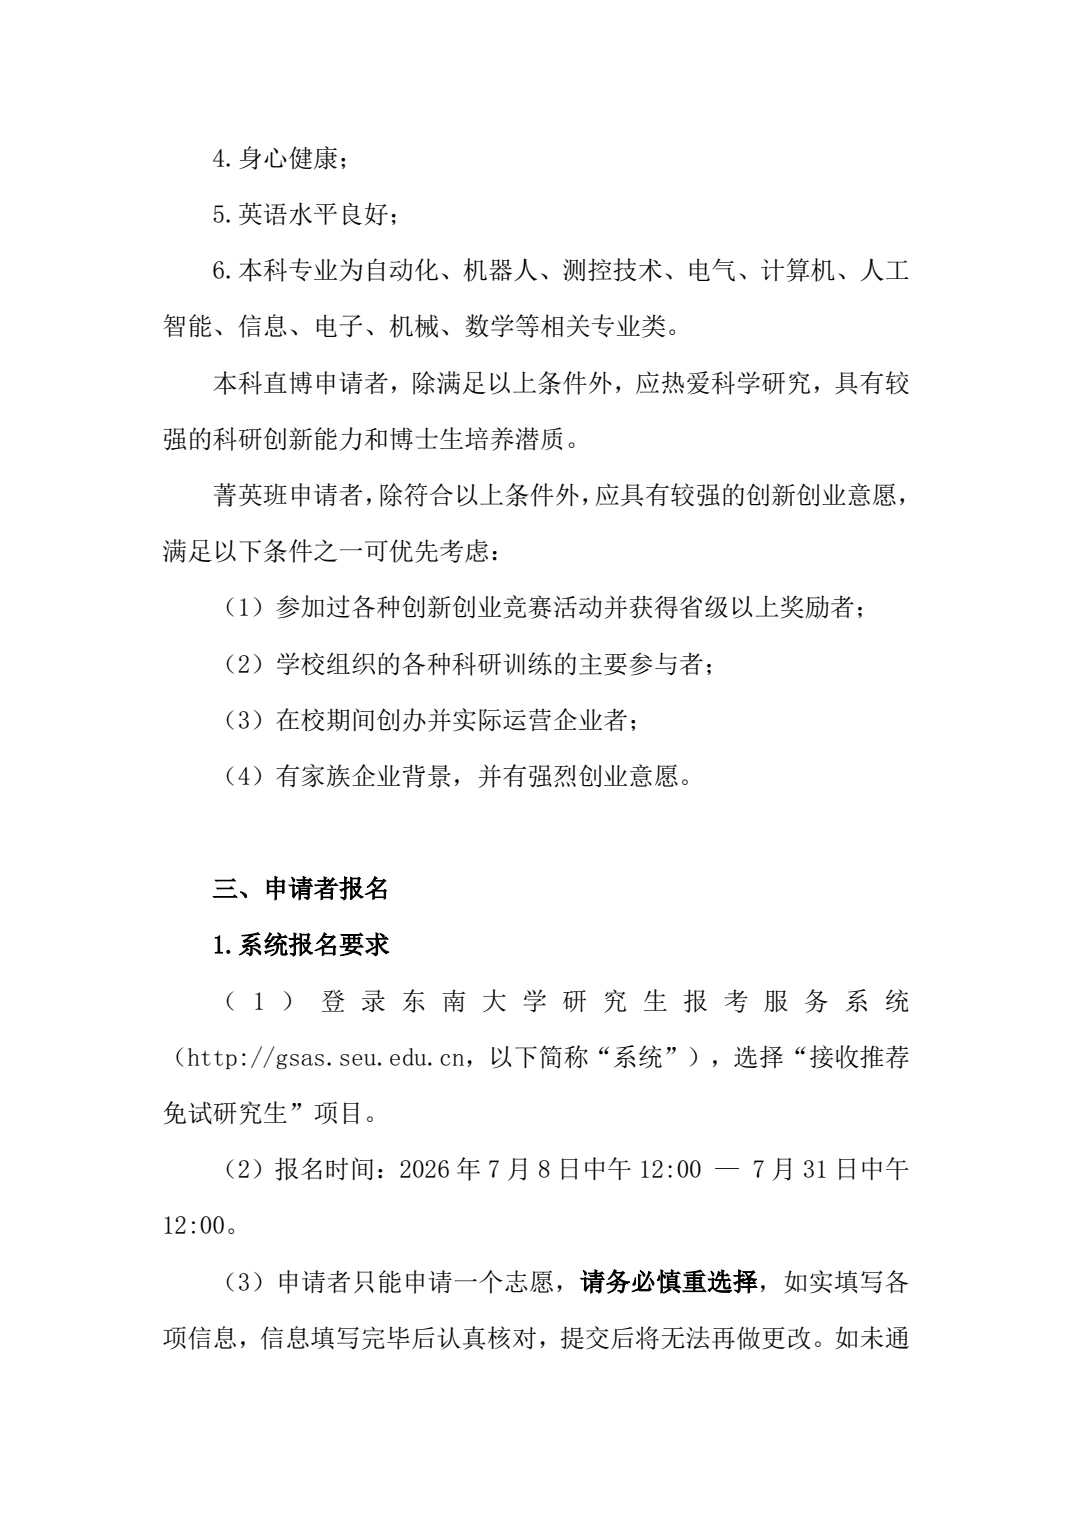 4.身心健康；
5.英语水平良好；
6.本科专业为自动化、机器人、测控技术、电气、计算机、人工
智能、信息、电子、机械、数学等相关专业类。
本科直博申请者，除满足以上条件外，应热爱科学研究，具有较
强的科研创新能力和博士生培养潜质。
菁英班申请者，除符合以上条件外，应具有较强的创新创业意愿，
满足以下条件之一可优先考虑：
（1）参加过各种创新创业竞赛活动并获得省级以上奖励者；
（2）学校组织的各种科研训练的主要参与者；
（3）在校期间创办并实际运营企业者；
（4）有家族企业背景，并有强烈创业意愿。
三、申请者报名
1.系统报名要求
（1）登录东南大学研究生报考服务系统
（http://gsas.seu.edu.cn，以下简称“系统”），选择“接收推荐
免试研究生”项目。
（2）报名时间：2026 年 7 月 8 日中午 12:00 — 7 月 31 日中午
12:00。
（3）申请者只能申请一个志愿，请务必慎重选择，如实填写各
项信息，信息填写完毕后认真核对，提交后将无法再做更改。如未通